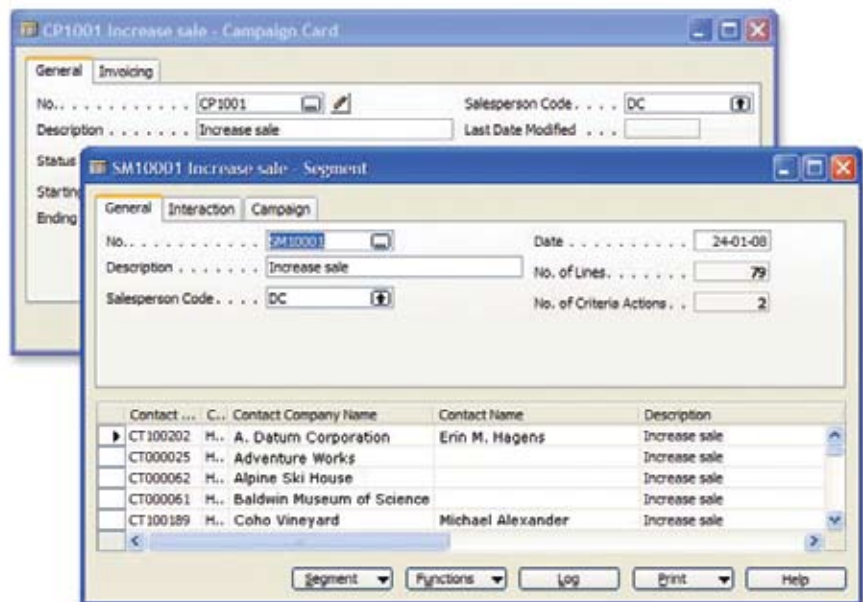 CP1001 Increase sale - Campaign Card
General Invoicing
No.. . . . . . . . . . . CP1001 Salesperson Code . . . . DC
Description . . . . . . . Increase sale Last Date Modified . . .
Status
Starting
Ending
SM10001 Increase sale - Segment
General Interaction Campaign
No.. . . . . . . . . . . SM10001 Date . . . . . . . . . . 24-01-08
Description . . . . . . . Increase sale No. of Lines. . . . . . . 79
Salesperson Code. . . . DC No. of Criteria Actions . . 2
Contact ... C.. Contact Company Name Contact Name Description
CT100202 H.. A. Datum Corporation Erin M. Hagens Increase sale
CT000025 H.. Adventure Works Increase sale
CT000062 H.. Alpine Ski House Increase sale
CT000061 H.. Baldwin Museum of Science Increase sale
CT100189 H.. Coho Vineyard Michael Alexander Increase sale
Segment Functions Log Print Help